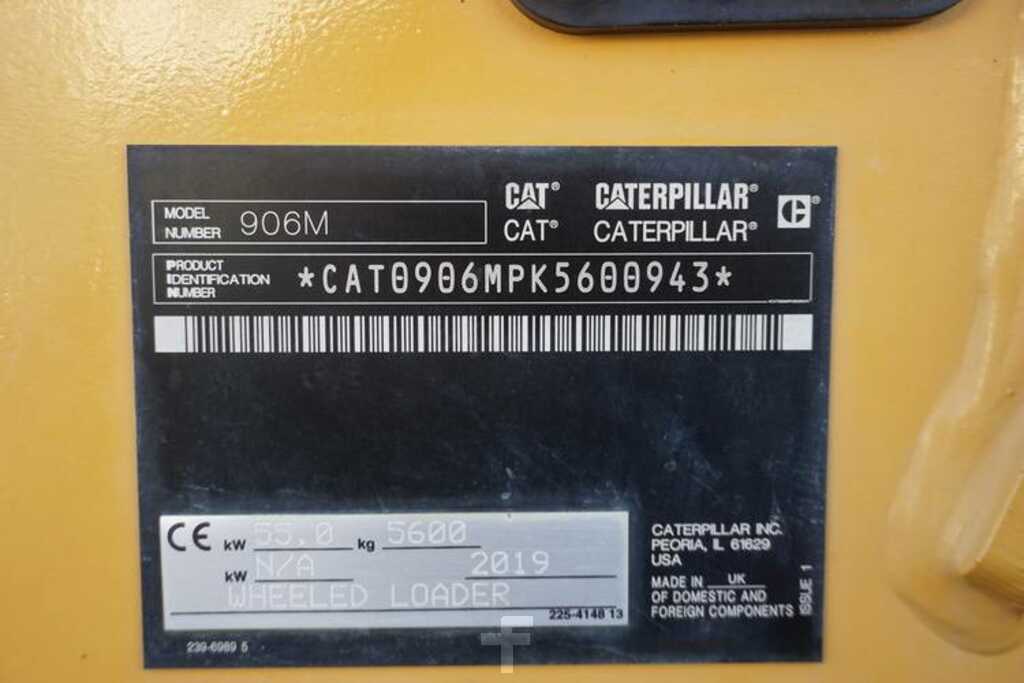 CAT® CATERPILLAR®
MODEL NUMBER 906M
CAT® CATERPILLAR®
PRODUCT IDENTIFICATION NUMBER *CAT0906MPK5600943*
CE kW 55.0 kg 5600
kW N/A 2019
WHEELED LOADER
225-4148 13
CATERPILLAR INC.
PEORIA, IL 61629
USA
MADE IN UK
OF DOMESTIC AND
FOREIGN COMPONENTS
ISSUE 1
239-6989 5